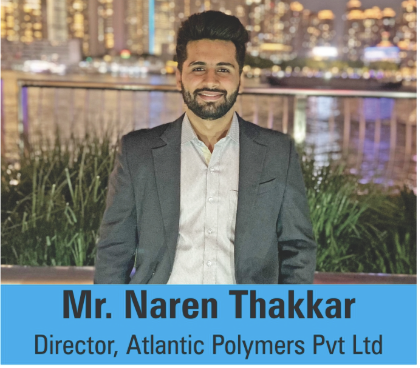 Mr. Naren Thakkar
Director, Atlantic Polymers Pvt Ltd